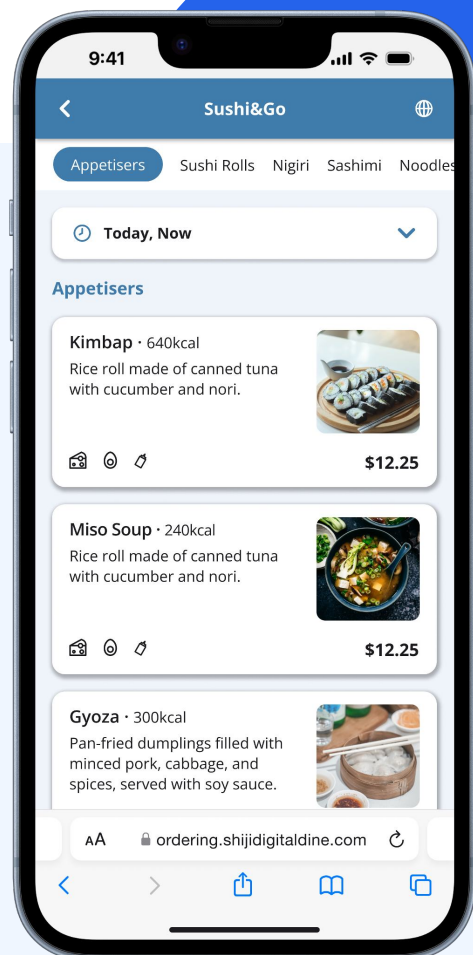 9:41
Sushi&Go
Appetisers Sushi Rolls Nigiri Sashimi Noodles
Today, Now
Appetisers
Kimbap · 640kcal
Rice roll made of canned tuna
with cucumber and nori.
$12.25
Miso Soup · 240kcal
Rice roll made of canned tuna
with cucumber and nori.
$12.25
Gyoza · 300kcal
Pan-fried dumplings filled with
minced pork, cabbage, and
spices, served with soy sauce.
AA ordering.shijidigitaldine.com